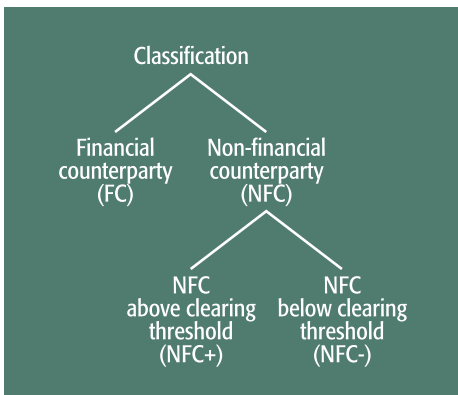 Classification
Financial
counterparty
(FC)
Non-financial
counterparty
(NFC)
NFC
above clearing
threshold
(NFC+)
NFC
below clearing
threshold
(NFC-)